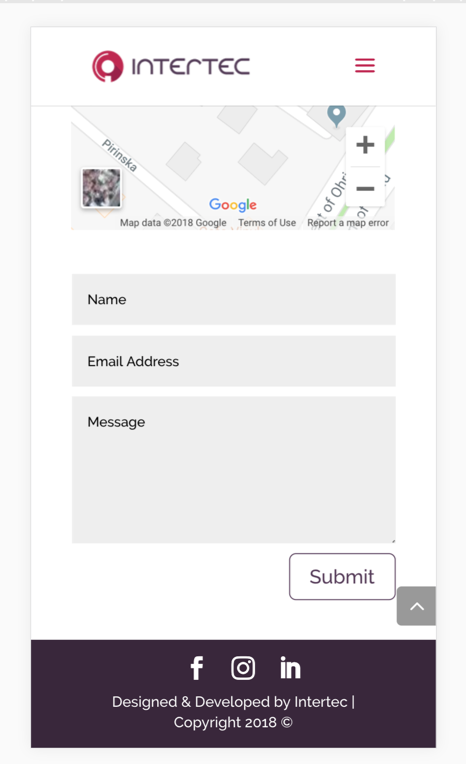 INTERTEC
Pirinska
st of Ohri
Google
Map data ©2018 Google Terms of Use Report a map error
Name
Email Address
Message
Submit
Designed & Developed by Intertec |
Copyright 2018 ©